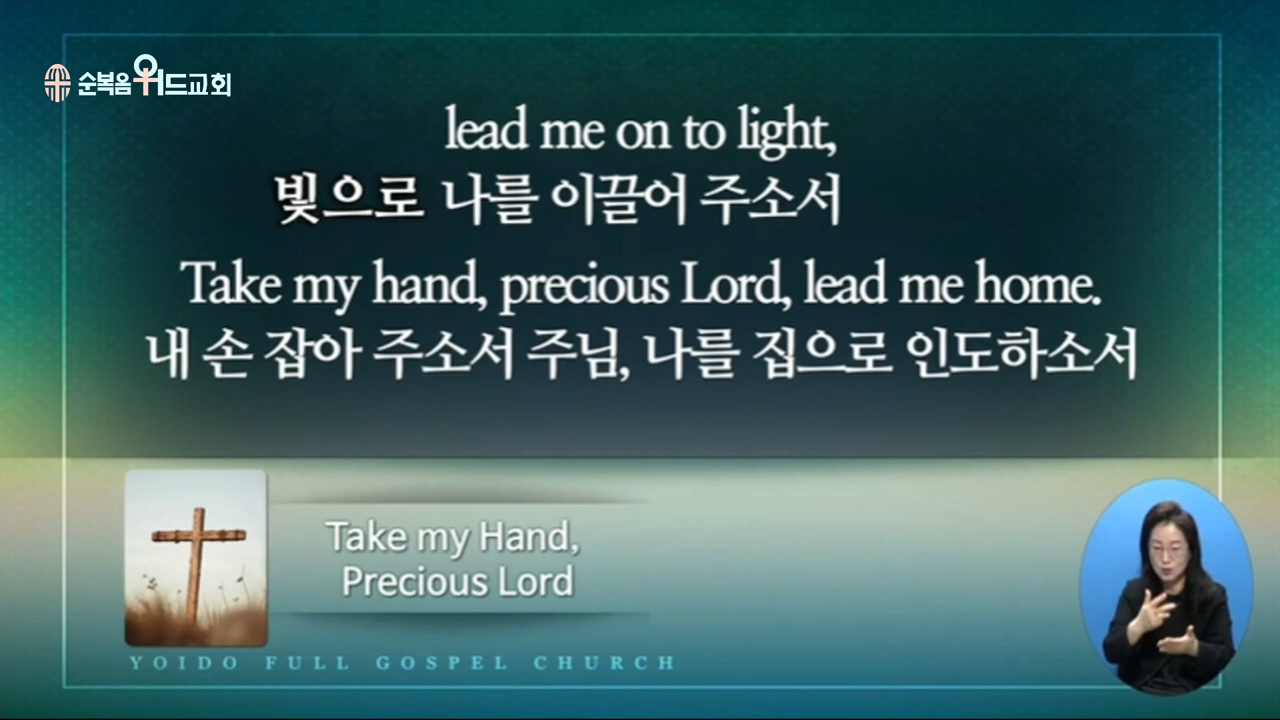 순복음워드교회
lead me on to light,
빛으로 나를 이끌어 주소서
Take my hand, precious Lord, lead me home.
내 손 잡아 주소서 주님, 나를 집으로 인도하소서
Take my Hand,
Precious Lord
YOIDO FULL GOSPEL CHURCH